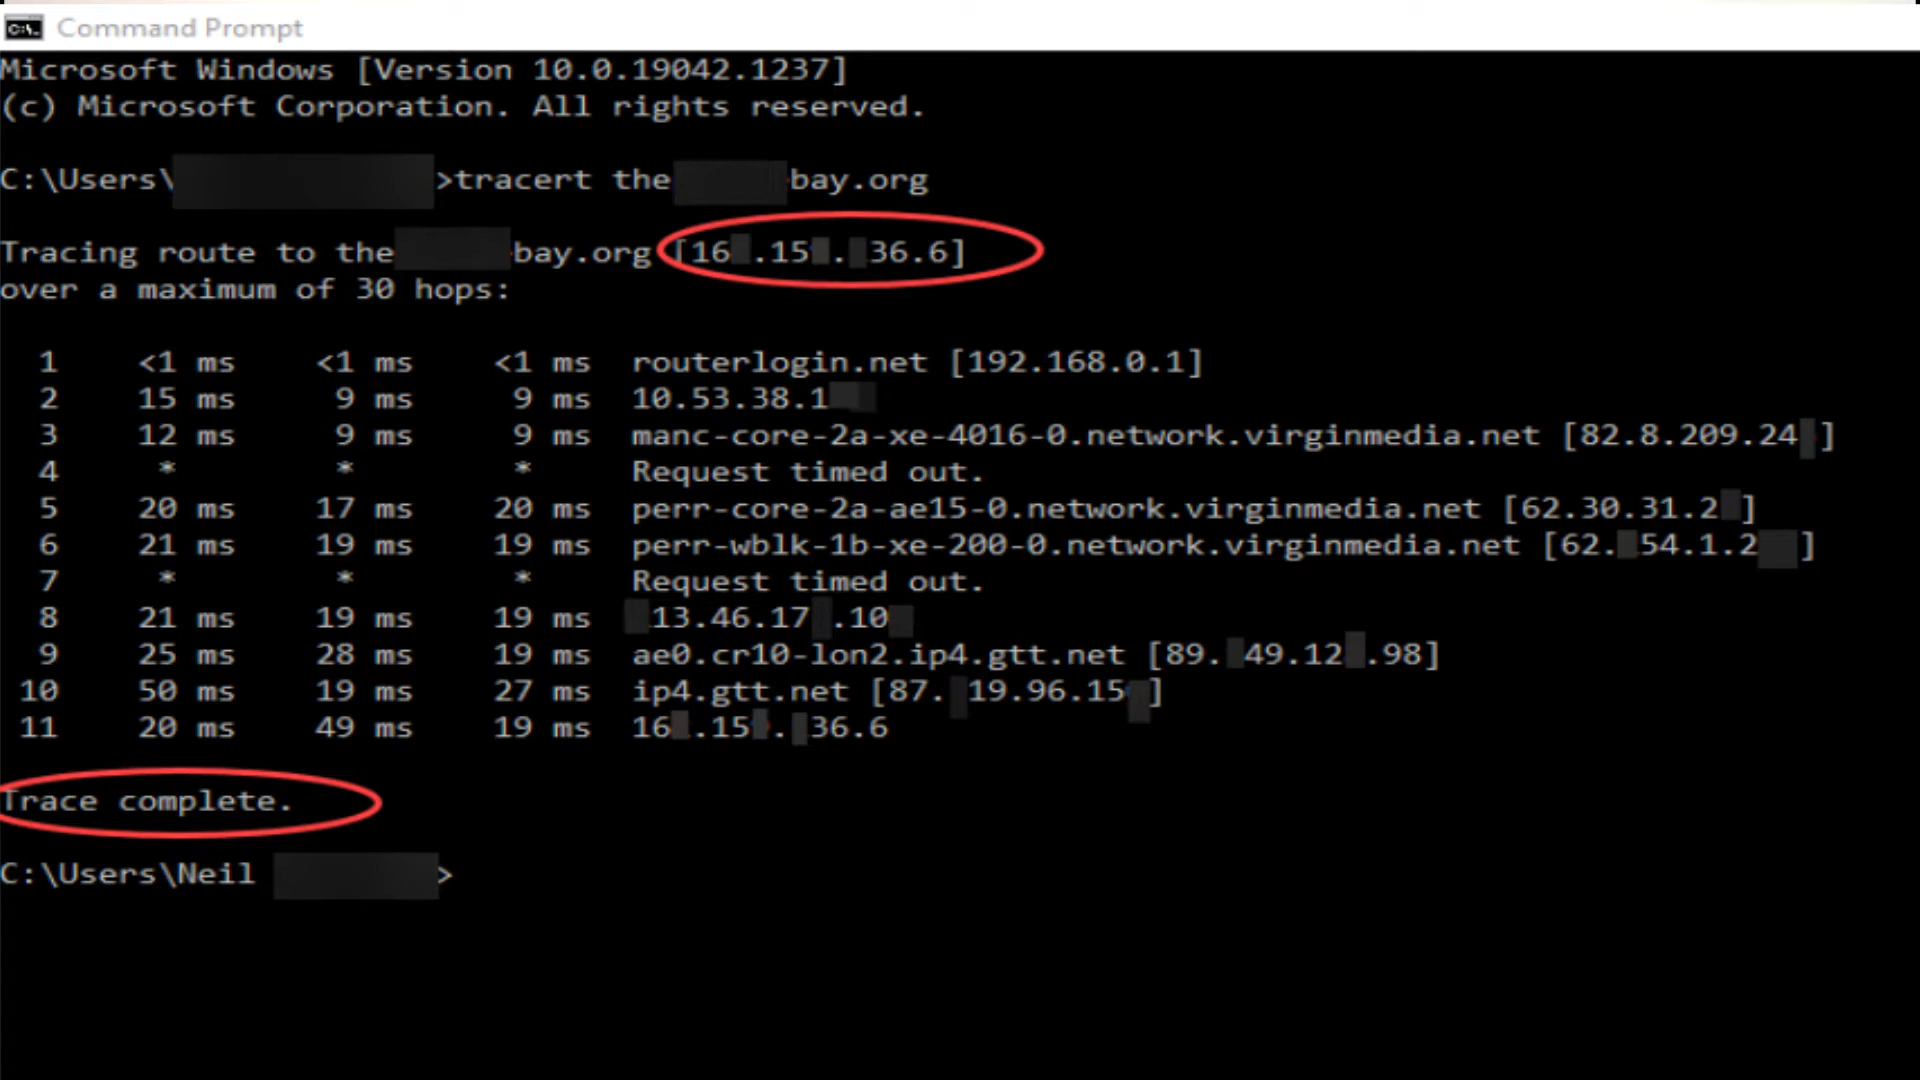 Command Prompt
Microsoft Windows [Version 10.0.19042.1237]
(c) Microsoft Corporation. All rights reserved.
C:\Users\ >tracert the bay.org
Tracing route to the bay.org [16 .15 . 36.6]
over a maximum of 30 hops:
1 <1 ms <1 ms <1 ms routerlogin.net [192.168.0.1]
2 15 ms 9 ms 9 ms 10.53.38.1
3 12 ms 9 ms 9 ms manc-core-2a-xe-4016-0.network.virginmedia.net [82.8.209.24 ]
4 * * * Request timed out.
5 20 ms 17 ms 20 ms perr-core-2a-ae15-0.network.virginmedia.net [62.30.31.2 ]
6 21 ms 19 ms 19 ms perr-wblk-1b-xe-200-0.network.virginmedia.net [62. 54.1.2 ]
7 * * * Request timed out.
8 21 ms 19 ms 19 ms 13.46.17 .10
9 25 ms 28 ms 19 ms ae0.cr10-lon2.ip4.gtt.net [89. 49.12 .98]
10 50 ms 19 ms 27 ms ip4.gtt.net [87. 19.96.15 ]
11 20 ms 49 ms 19 ms 16 .15 . 36.6
Trace complete.
C:\Users\Neil >